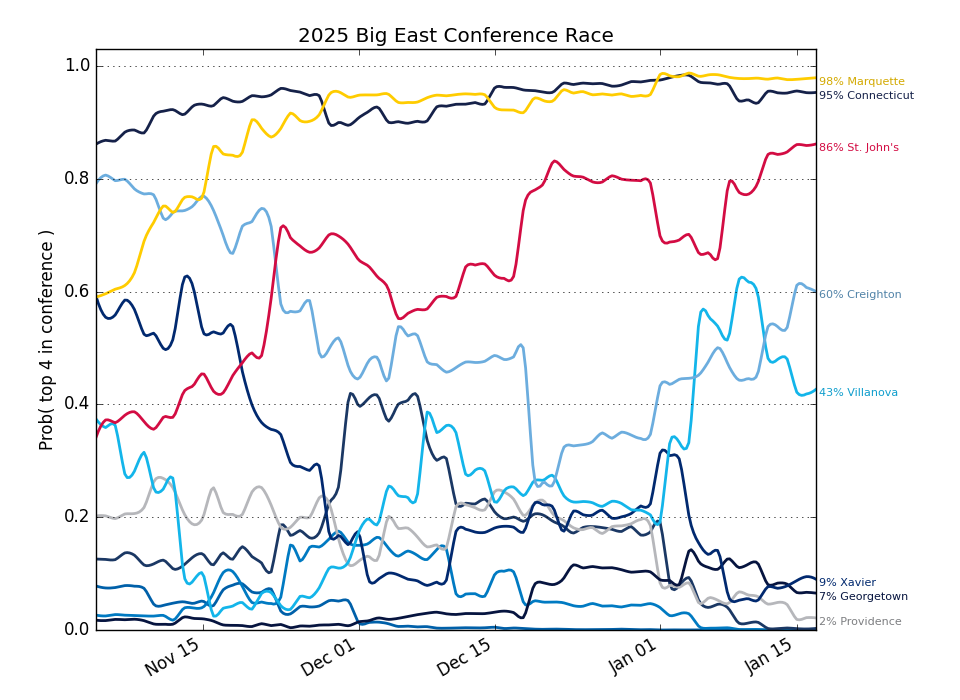 2025 Big East Conference Race
Prob( top 4 in conference )
1.0
0.8
0.6
0.4
0.2
0.0
Nov 15
Dec 01
Dec 15
Jan 01
Jan 15
98% Marquette
95% Connecticut
86% St. John's
60% Creighton
43% Villanova
9% Xavier
7% Georgetown
2% Providence